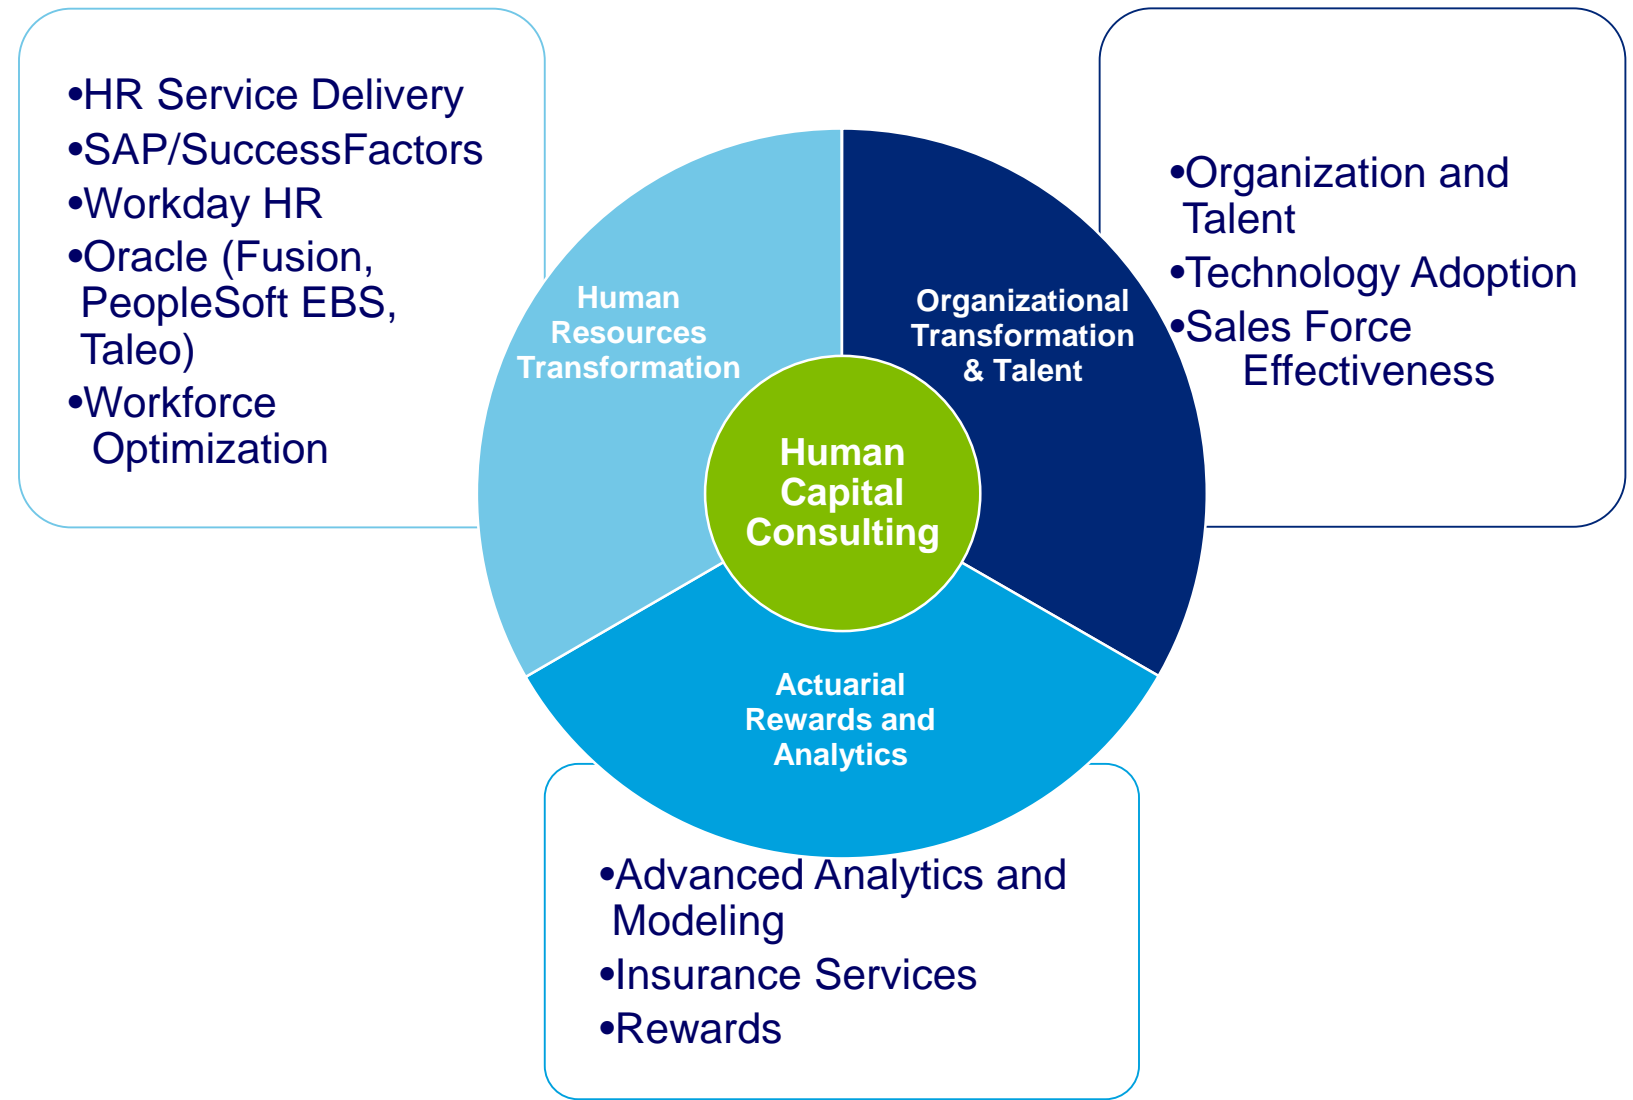 •HR Service Delivery
•SAP/SuccessFactors
•Workday HR
•Oracle (Fusion,
PeopleSoft EBS,
Taleo)
•Workforce
Optimization
Human
Resources
Transformation
Organizational
Transformation
& Talent
•Organization and
Talent
•Technology Adoption
•Sales Force
Effectiveness
Human
Capital
Consulting
Actuarial
Rewards and
Analytics
•Advanced Analytics and
Modeling
•Insurance Services
•Rewards